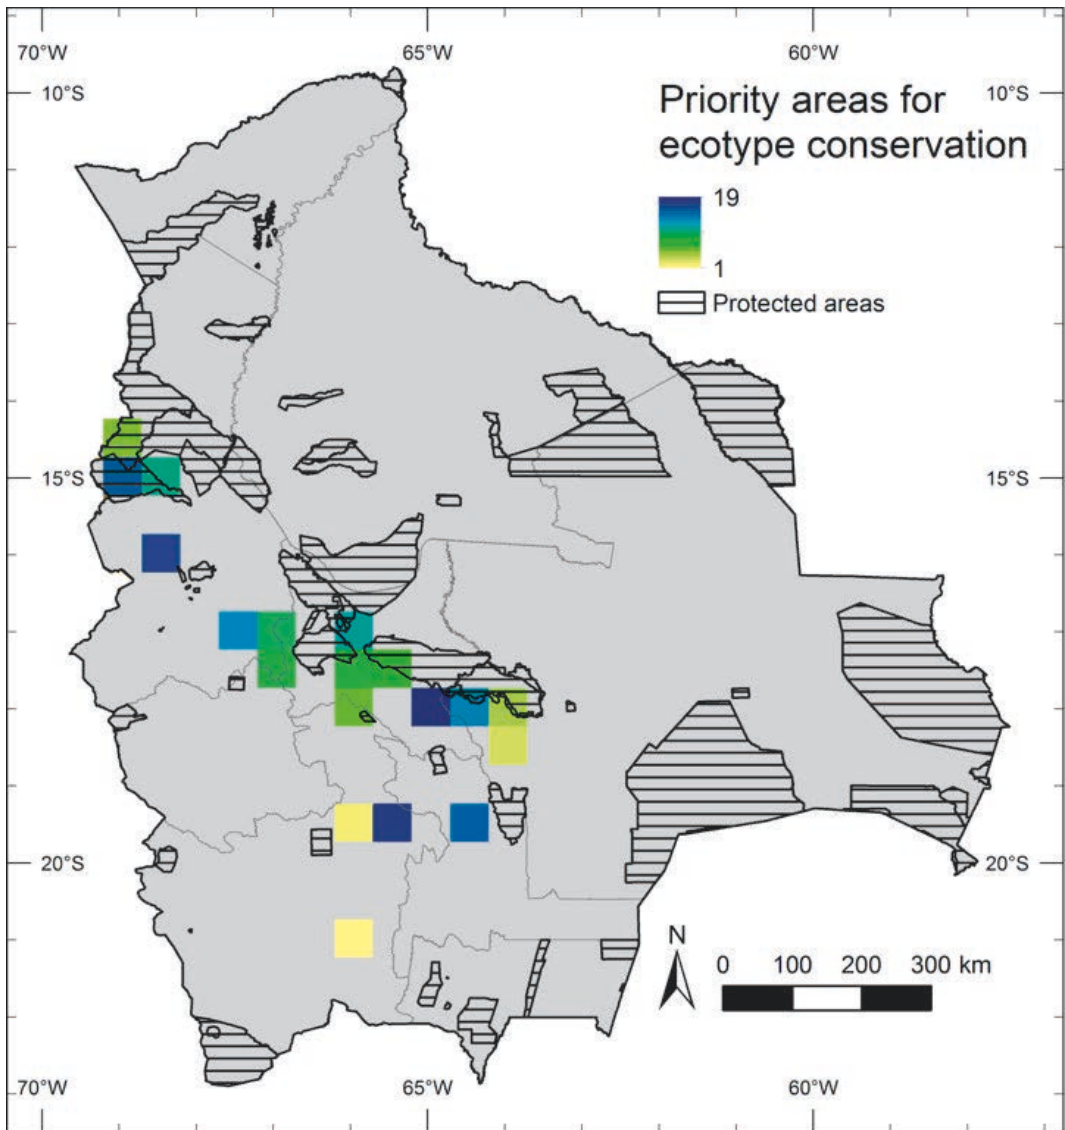 70°W 65°W 60°W
10°S 10°S
Priority areas for
ecotype conservation
19
1
Protected areas
15°S 15°S
20°S 20°S
N
0 100 200 300 km
70°W 65°W 60°W